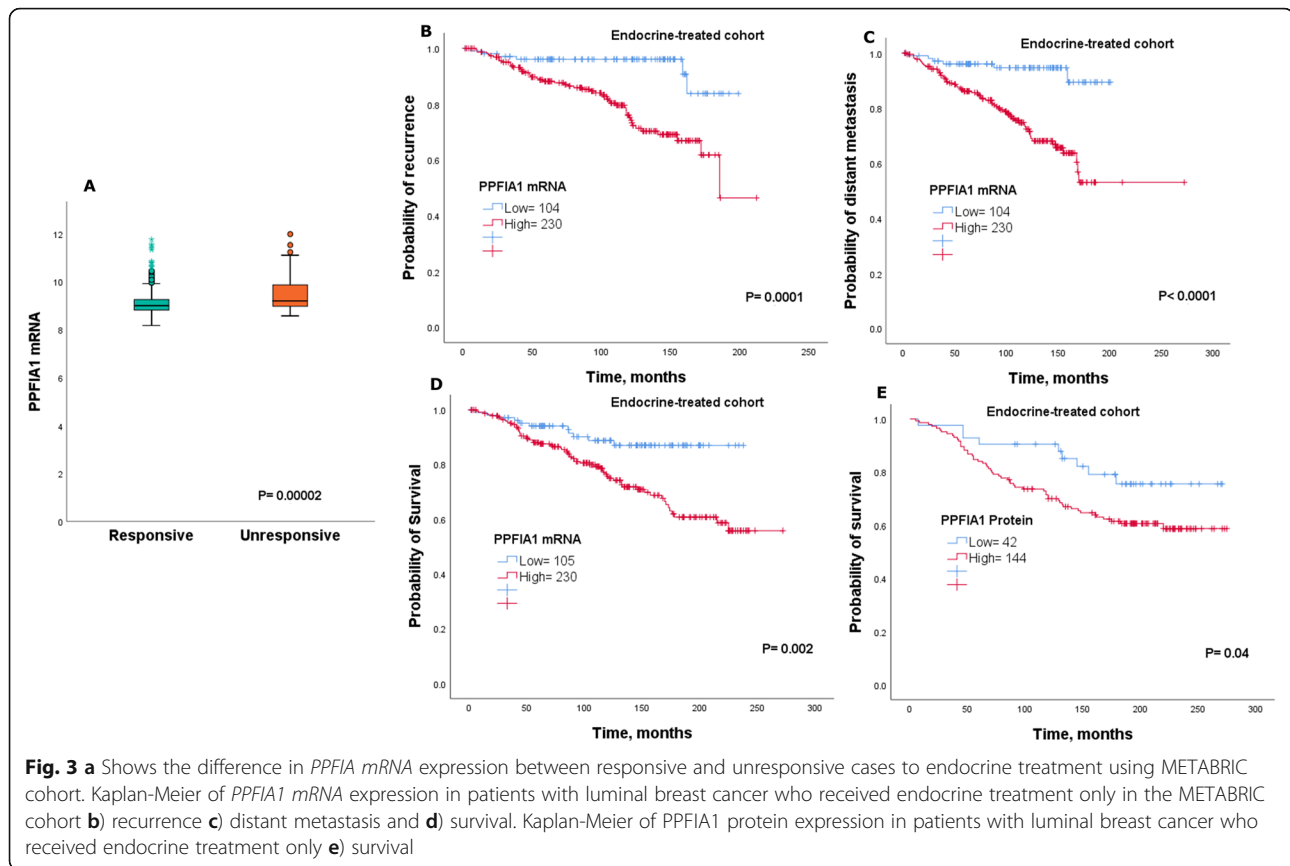 A
PPFIA1 mRNA
12
10
8
6
4
2
0
P= 0.00002
Responsive
Unresponsive
B
Endocrine-treated cohort
Probability of recurrence
1.0
0.8
0.6
0.4
0.2
0.0
PPFIA1 mRNA
Low= 104
High= 230
P= 0.0001
0 50 100 150 200 250
Time, months
C
Endocrine-treated cohort
Probability of distant metastasis
1.0
0.8
0.6
0.4
0.2
0.0
PPFIA1 mRNA
Low= 104
High= 230
P< 0.0001
0 50 100 150 200 250 300
Time, months
D
Endocrine-treated cohort
Probability of Survival
1.0
0.8
0.6
0.4
0.2
0.0
PPFIA1 mRNA
Low= 105
High= 230
P= 0.002
0 50 100 150 200 250 300
Time, months
E
Endocrine-treated cohort
Probability of survival
1.0
0.8
0.6
0.4
0.2
0.0
PPFIA1 Protein
Low= 42
High= 144
P= 0.04
0 50 100 150 200 250 300
Time, months
Fig. 3 a Shows the difference in PPFIA mRNA expression between responsive and unresponsive cases to endocrine treatment using METABRIC
cohort. Kaplan-Meier of PPFIA1 mRNA expression in patients with luminal breast cancer who received endocrine treatment only in the METABRIC
cohort b) recurrence c) distant metastasis and d) survival. Kaplan-Meier of PPFIA1 protein expression in patients with luminal breast cancer who
received endocrine treatment only e) survival